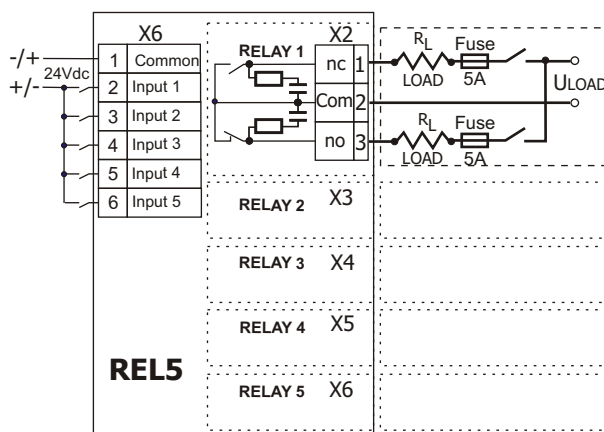 X6
-/+
24Vdc
+/-
1 Common
2 Input 1
3 Input 2
4 Input 3
5 Input 4
6 Input 5
REL5
RELAY 1
X2
nc 1
Com 2
no 3
RL
LOAD
Fuse
5A
ULOAD
RL
LOAD
Fuse
5A
RELAY 2 X3
RELAY 3 X4
RELAY 4 X5
RELAY 5 X6